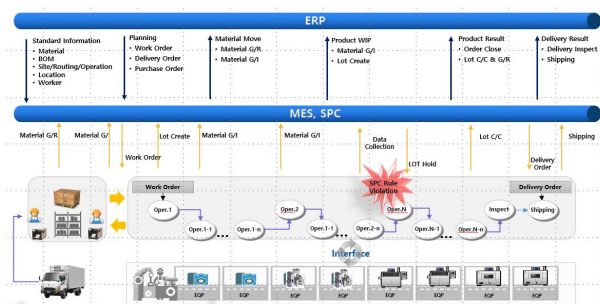 ERP
Standard Information
• Material
• BOM
• Site/Routing/Operation
• Location
• Worker
Planning
• Work Order
• Delivery Order
• Purchase Order
Material Move
• Material G/R
• Material G/I
Product WIP
• Material G/I
• Lot Create
Product Result
• Order Close
• Lot C/C & G/R
Delivery Result
• Delivery Inspect
• Shipping
MES, SPC
Material G/R
Material G/
Work Order
Lot Create
Material G/I
Material G/I
Data
Collection
LOT Hold
Lot C/C
Delivery
Order
Shipping
Work Order
SPC Rule
Violation
Delivery Order
Oper.1
Oper.1-1
...
Oper.1-n
Oper.2
Oper.1-1
...
Oper.2-n
Oper.N
Oper.N-1
...
Oper.N-n
Inspect
Shipping
Interface
EQP
EQP
EQP
EQP
EQP
EQP
EQP
EQP